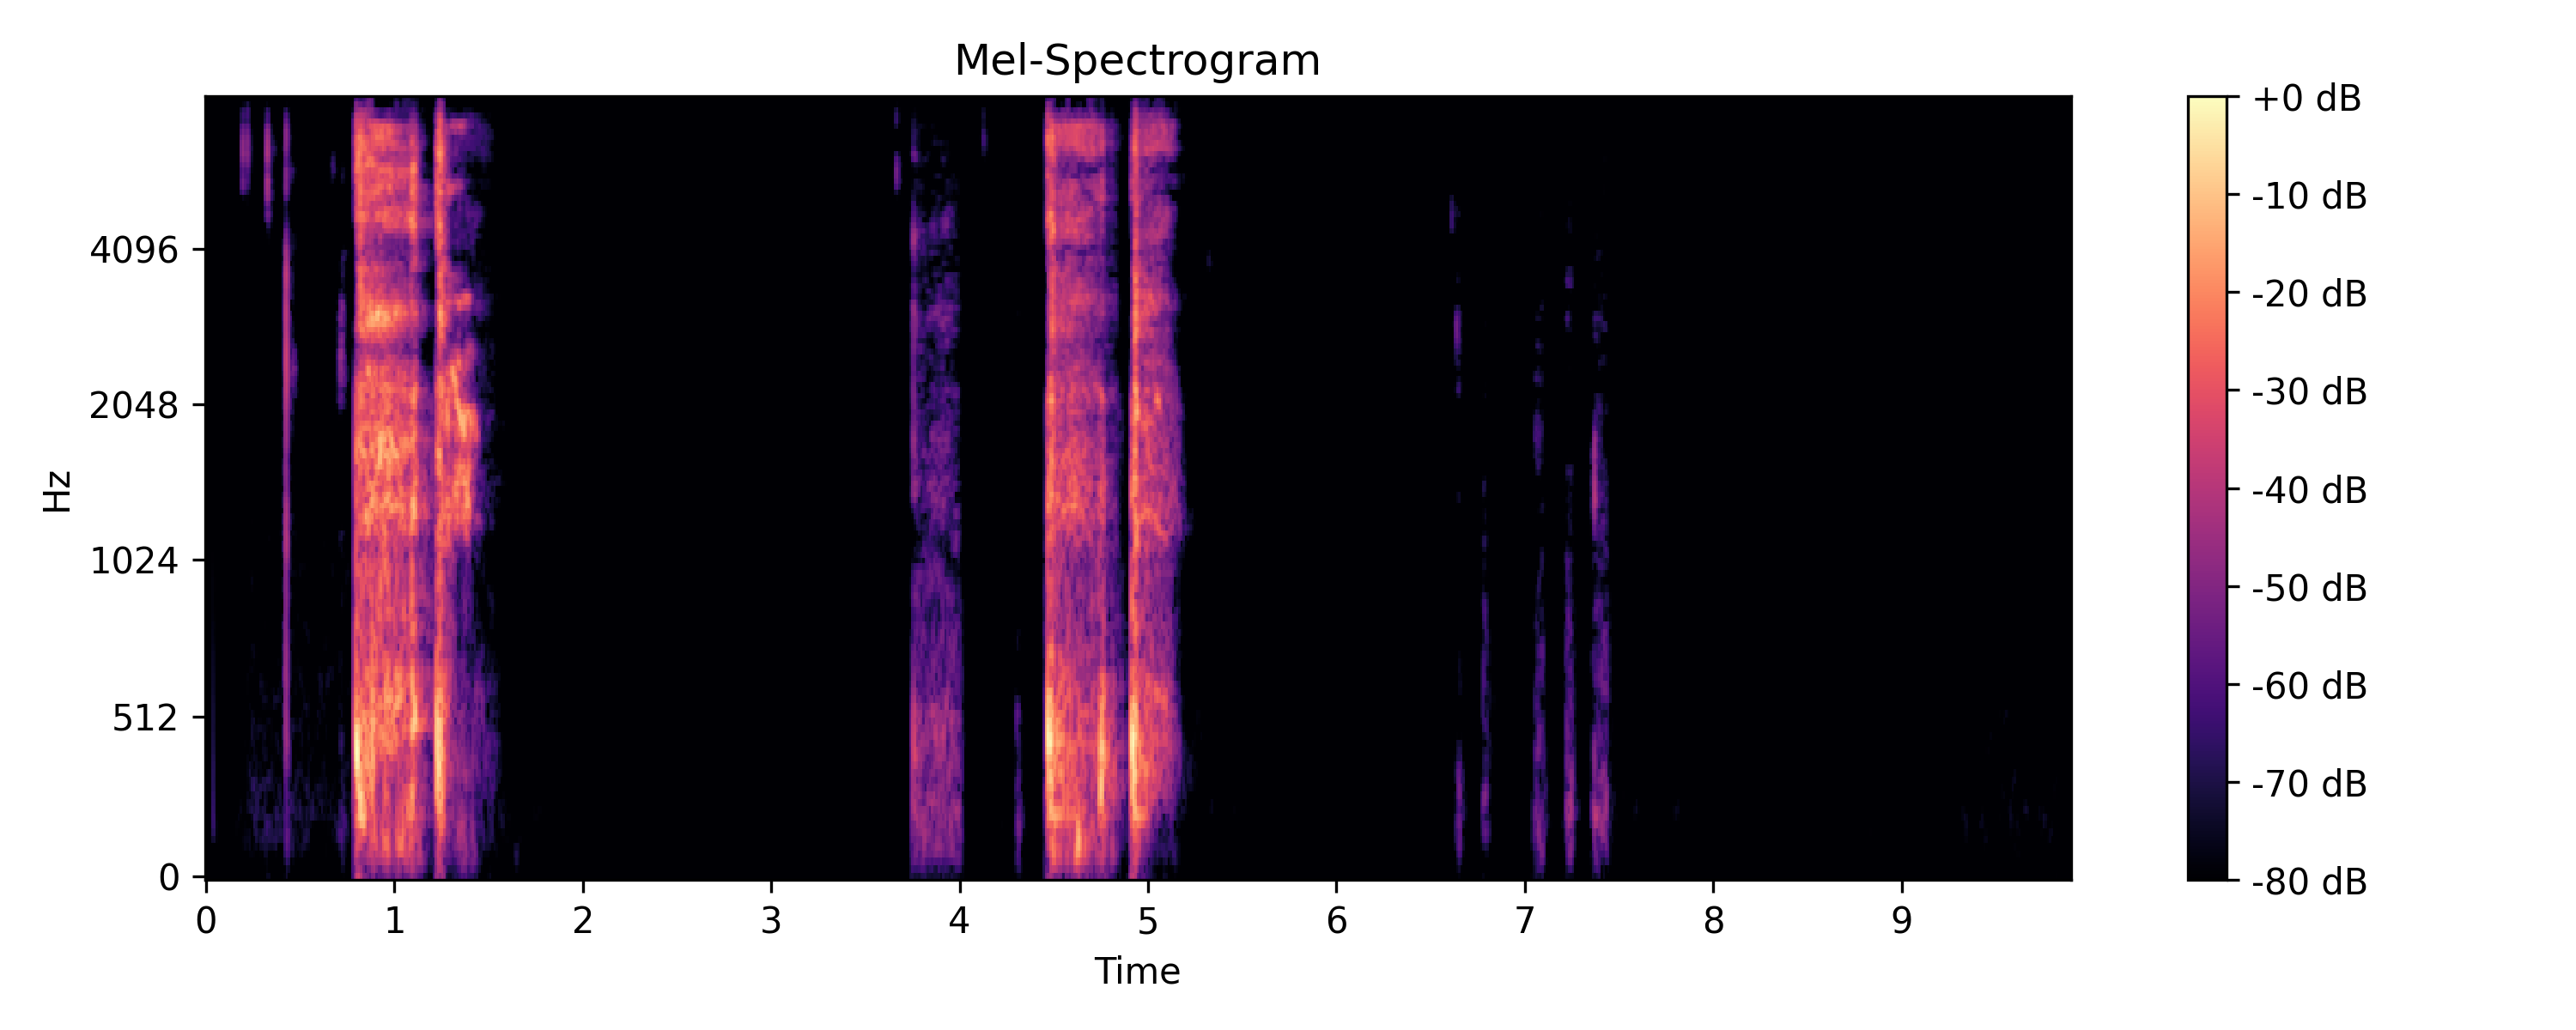 Mel-Spectrogram
Hz
4096
2048
1024
512
0
0 1 2 3 4 5 6 7 8 9
Time
+0 dB
-10 dB
-20 dB
-30 dB
-40 dB
-50 dB
-60 dB
-70 dB
-80 dB